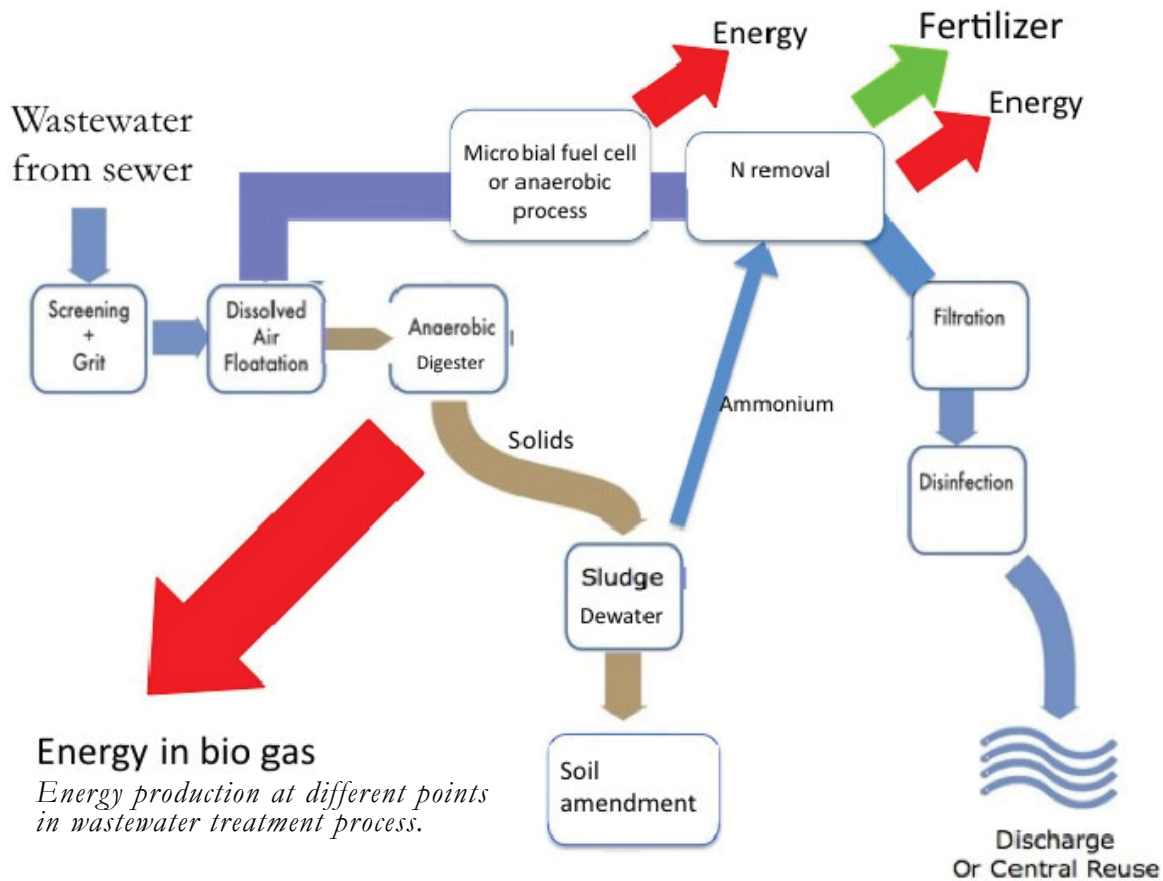 Energy
Fertilizer
Energy
Wastewater
from sewer
Microbial fuel cell
or anaerobic
process
N removal
Screening
+
Grit
Dissolved
Air
Floatation
Anaerobic
Digester
Filtration
Ammonium
Solids
Disinfection
Sludge
Dewater
Energy in bio gas
Energy production at different points
in wastewater treatment process.
Soil
amendment
Discharge
Or Central Reuse